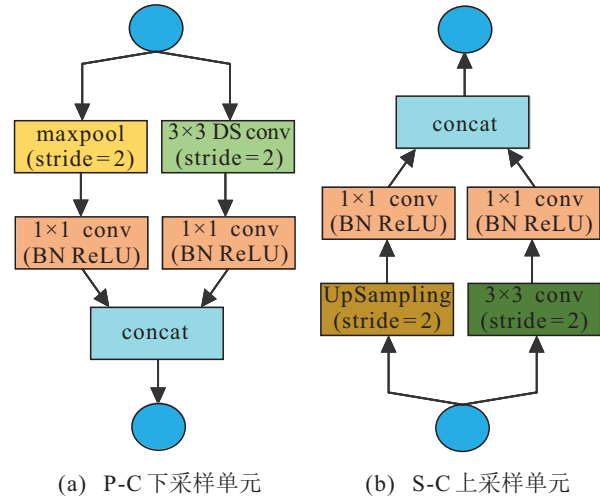 maxpool
(stride=2)
3×3 DS conv
(stride=2)
1×1 conv
(BN ReLU)
1×1 conv
(BN ReLU)
concat
(a) P-C 下采样单元
concat
1×1 conv
(BN ReLU)
1×1 conv
(BN ReLU)
UpSampling
(stride=2)
3×3 conv
(stride=2)
(b) S-C 上采样单元